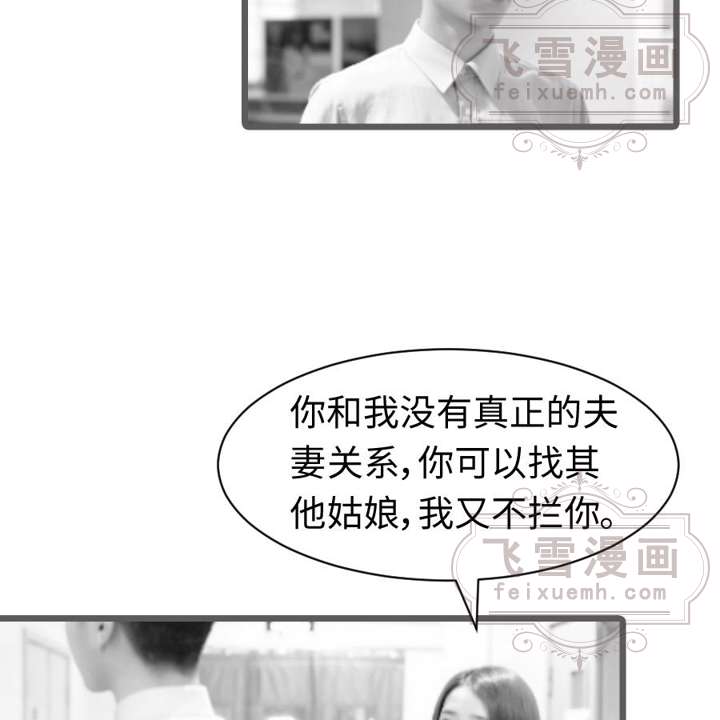 飞雪漫画
feixuemh.com
你和我没有真正的夫
妻关系，你可以找其
他姑娘，我又不拦你。
飞雪漫画
feixuemh.com